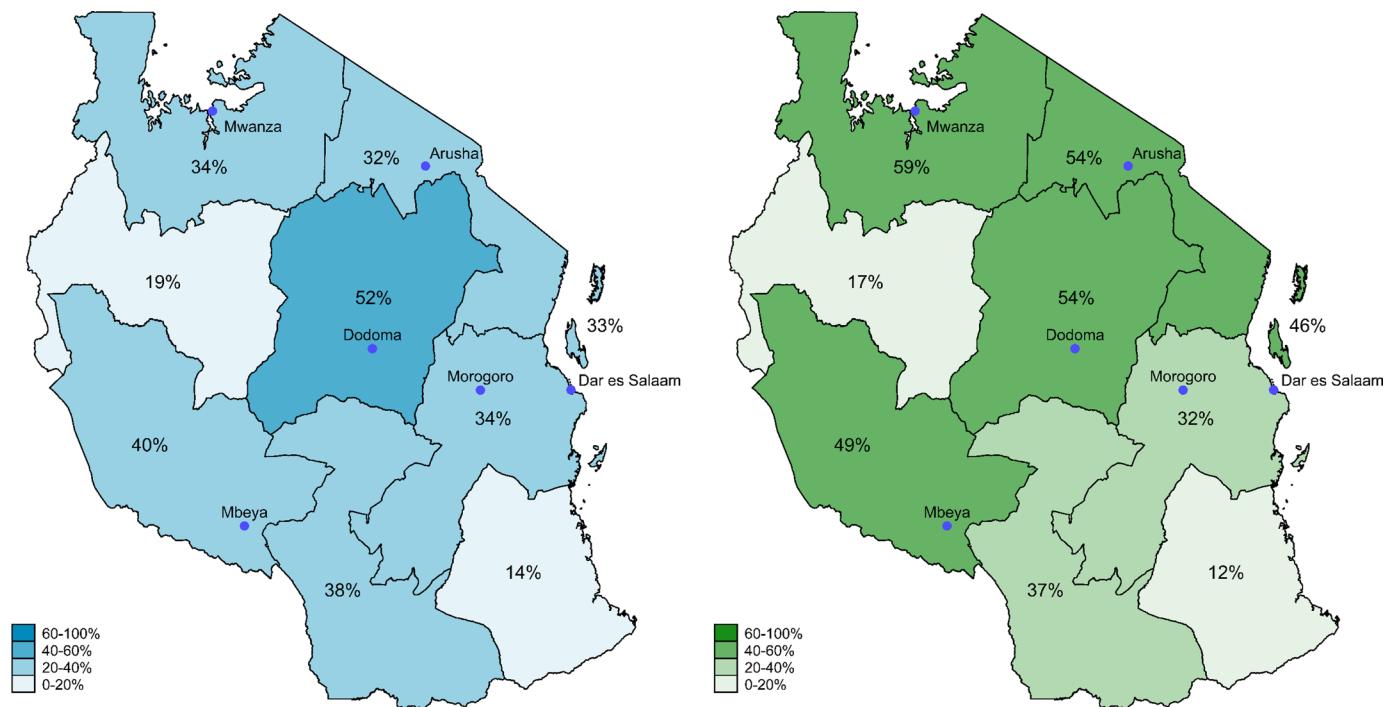 Mwanza
34%
32%
Arusha
19%
52%
33%
Dodoma
Morogoro
Dar es Salaam
34%
40%
Mbeya
14%
38%
60-100%
40-60%
20-40%
0-20%
Mwanza
59%
54%
Arusha
17%
54%
46%
Dodoma
Morogoro
Dar es Salaam
32%
49%
Mbeya
12%
37%
60-100%
40-60%
20-40%
0-20%